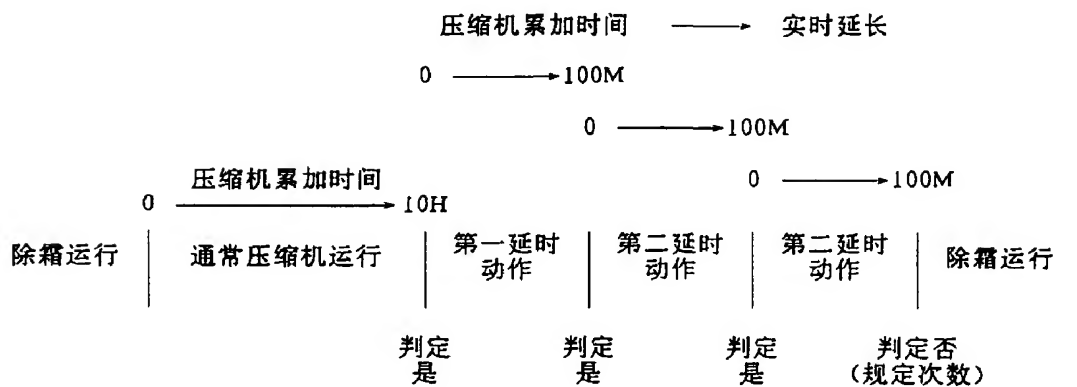 压缩机累加时间 实时延长
0 100M
0 100M
0 100M
压缩机累加时间
0 10H
除霜运行 通常压缩机运行 第一延时动作 第二延时动作 第二延时动作 除霜运行
判定是 判定是 判定是 判定否(规定次数)